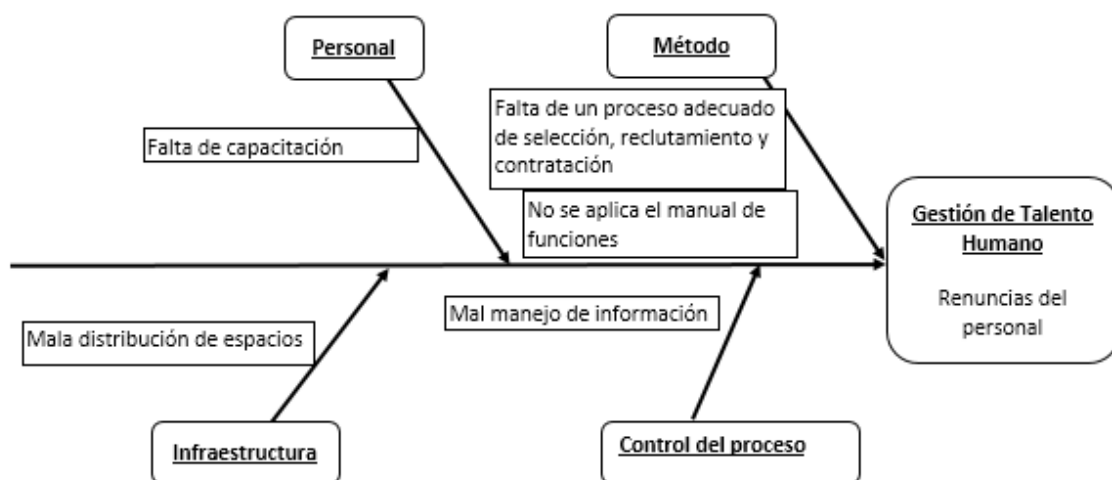 Personal
Método
Falta de capacitación
Falta de un proceso adecuado
de selección, reclutamiento y
contratación
No se aplica el manual de
funciones
Gestión de Talento
Humano
Renuncias del
personal
Mala distribución de espacios
Mal manejo de información
Infraestructura
Control del proceso